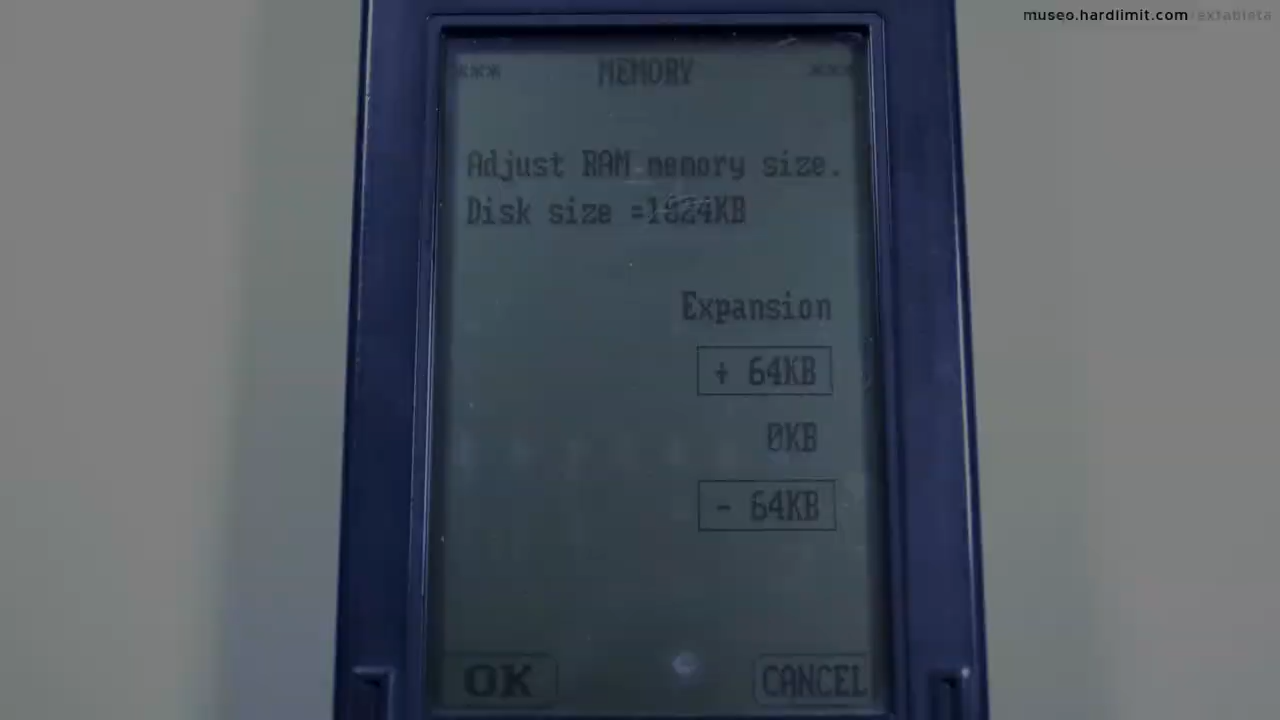 museo.hardlimit.com
*** MEMORY ***
Adjust RAM memory size.
Disk size =1024KB
Expansion
+ 64KB
0KB
- 64KB
OK CANCEL